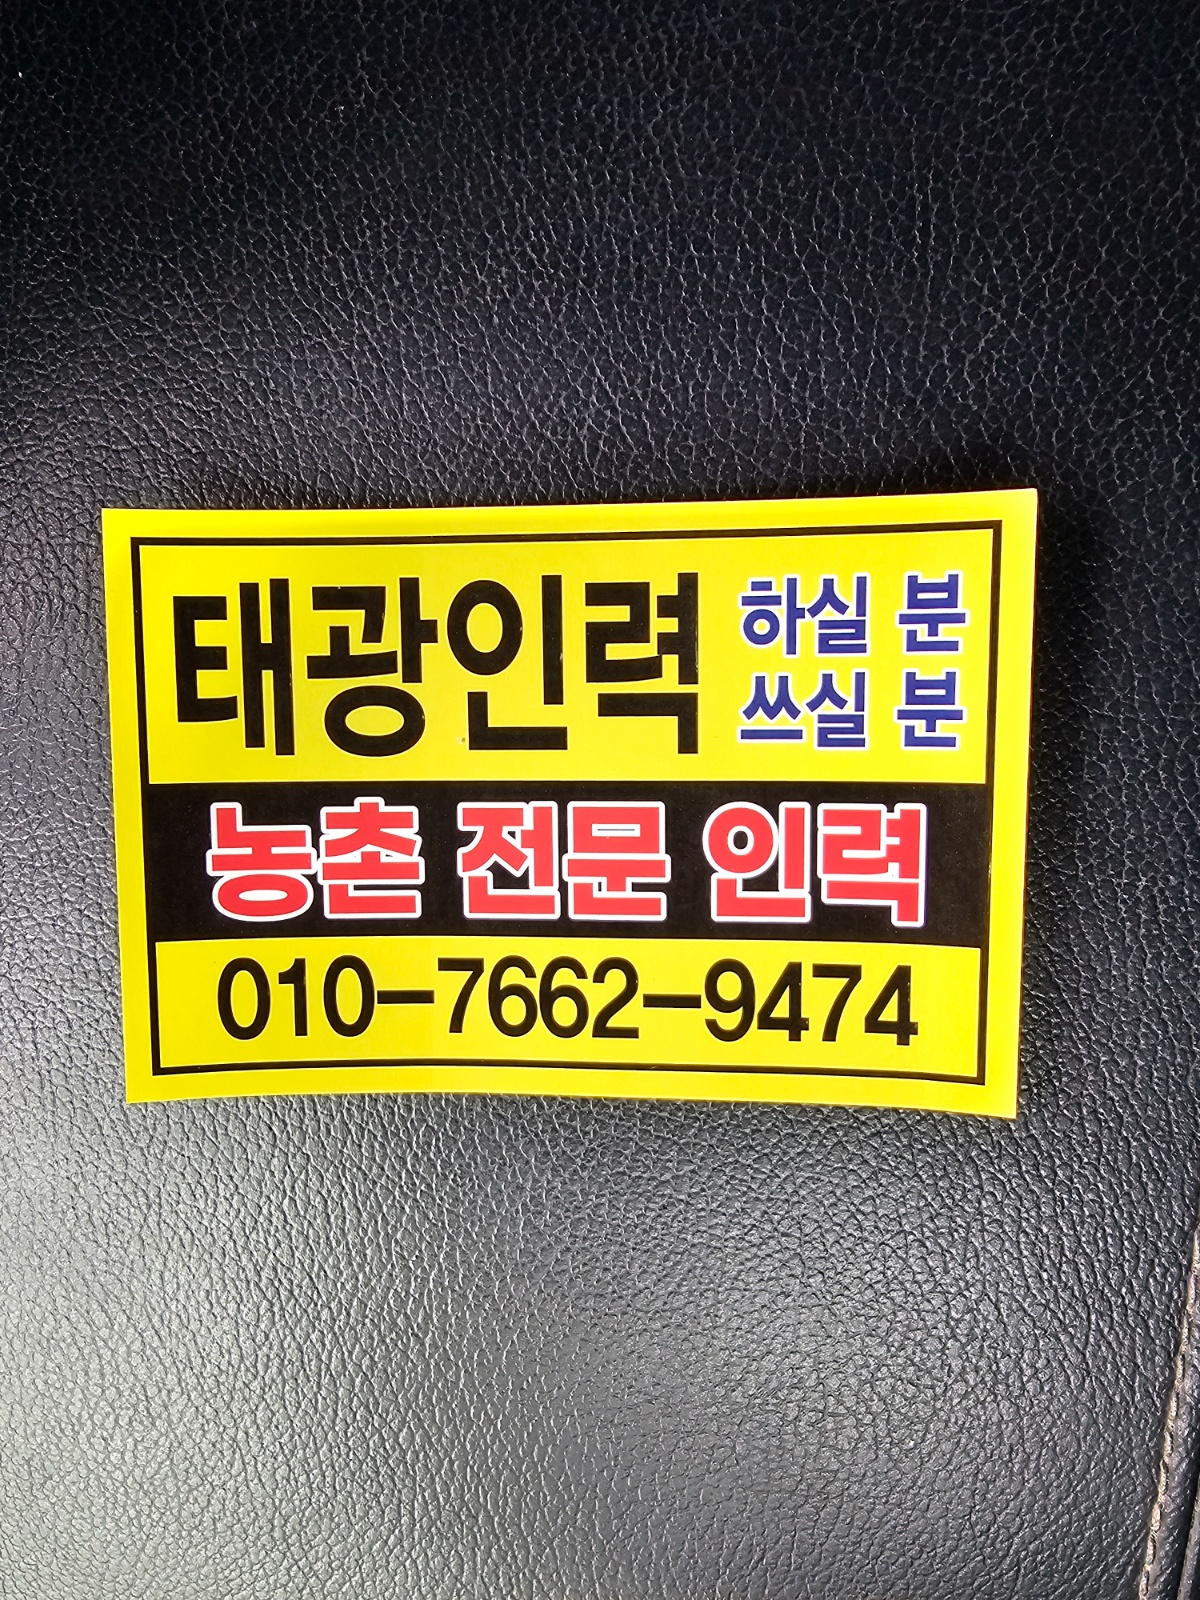 태광인력
하실 분
쓰실 분
농촌 전문 인력
010-7662-9474